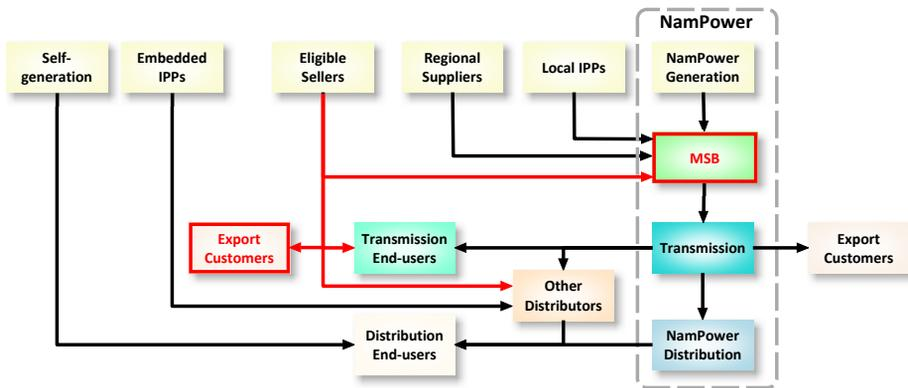 NamPower
Self-
generation
Embedded
IPPs
Eligible
Sellers
Regional
Suppliers
Local IPPs
NamPower
Generation
MSB
Export
Customers
Transmission
End-users
Transmission
Export
Customers
Other
Distributors
Distribution
End-users
NamPower
Distribution